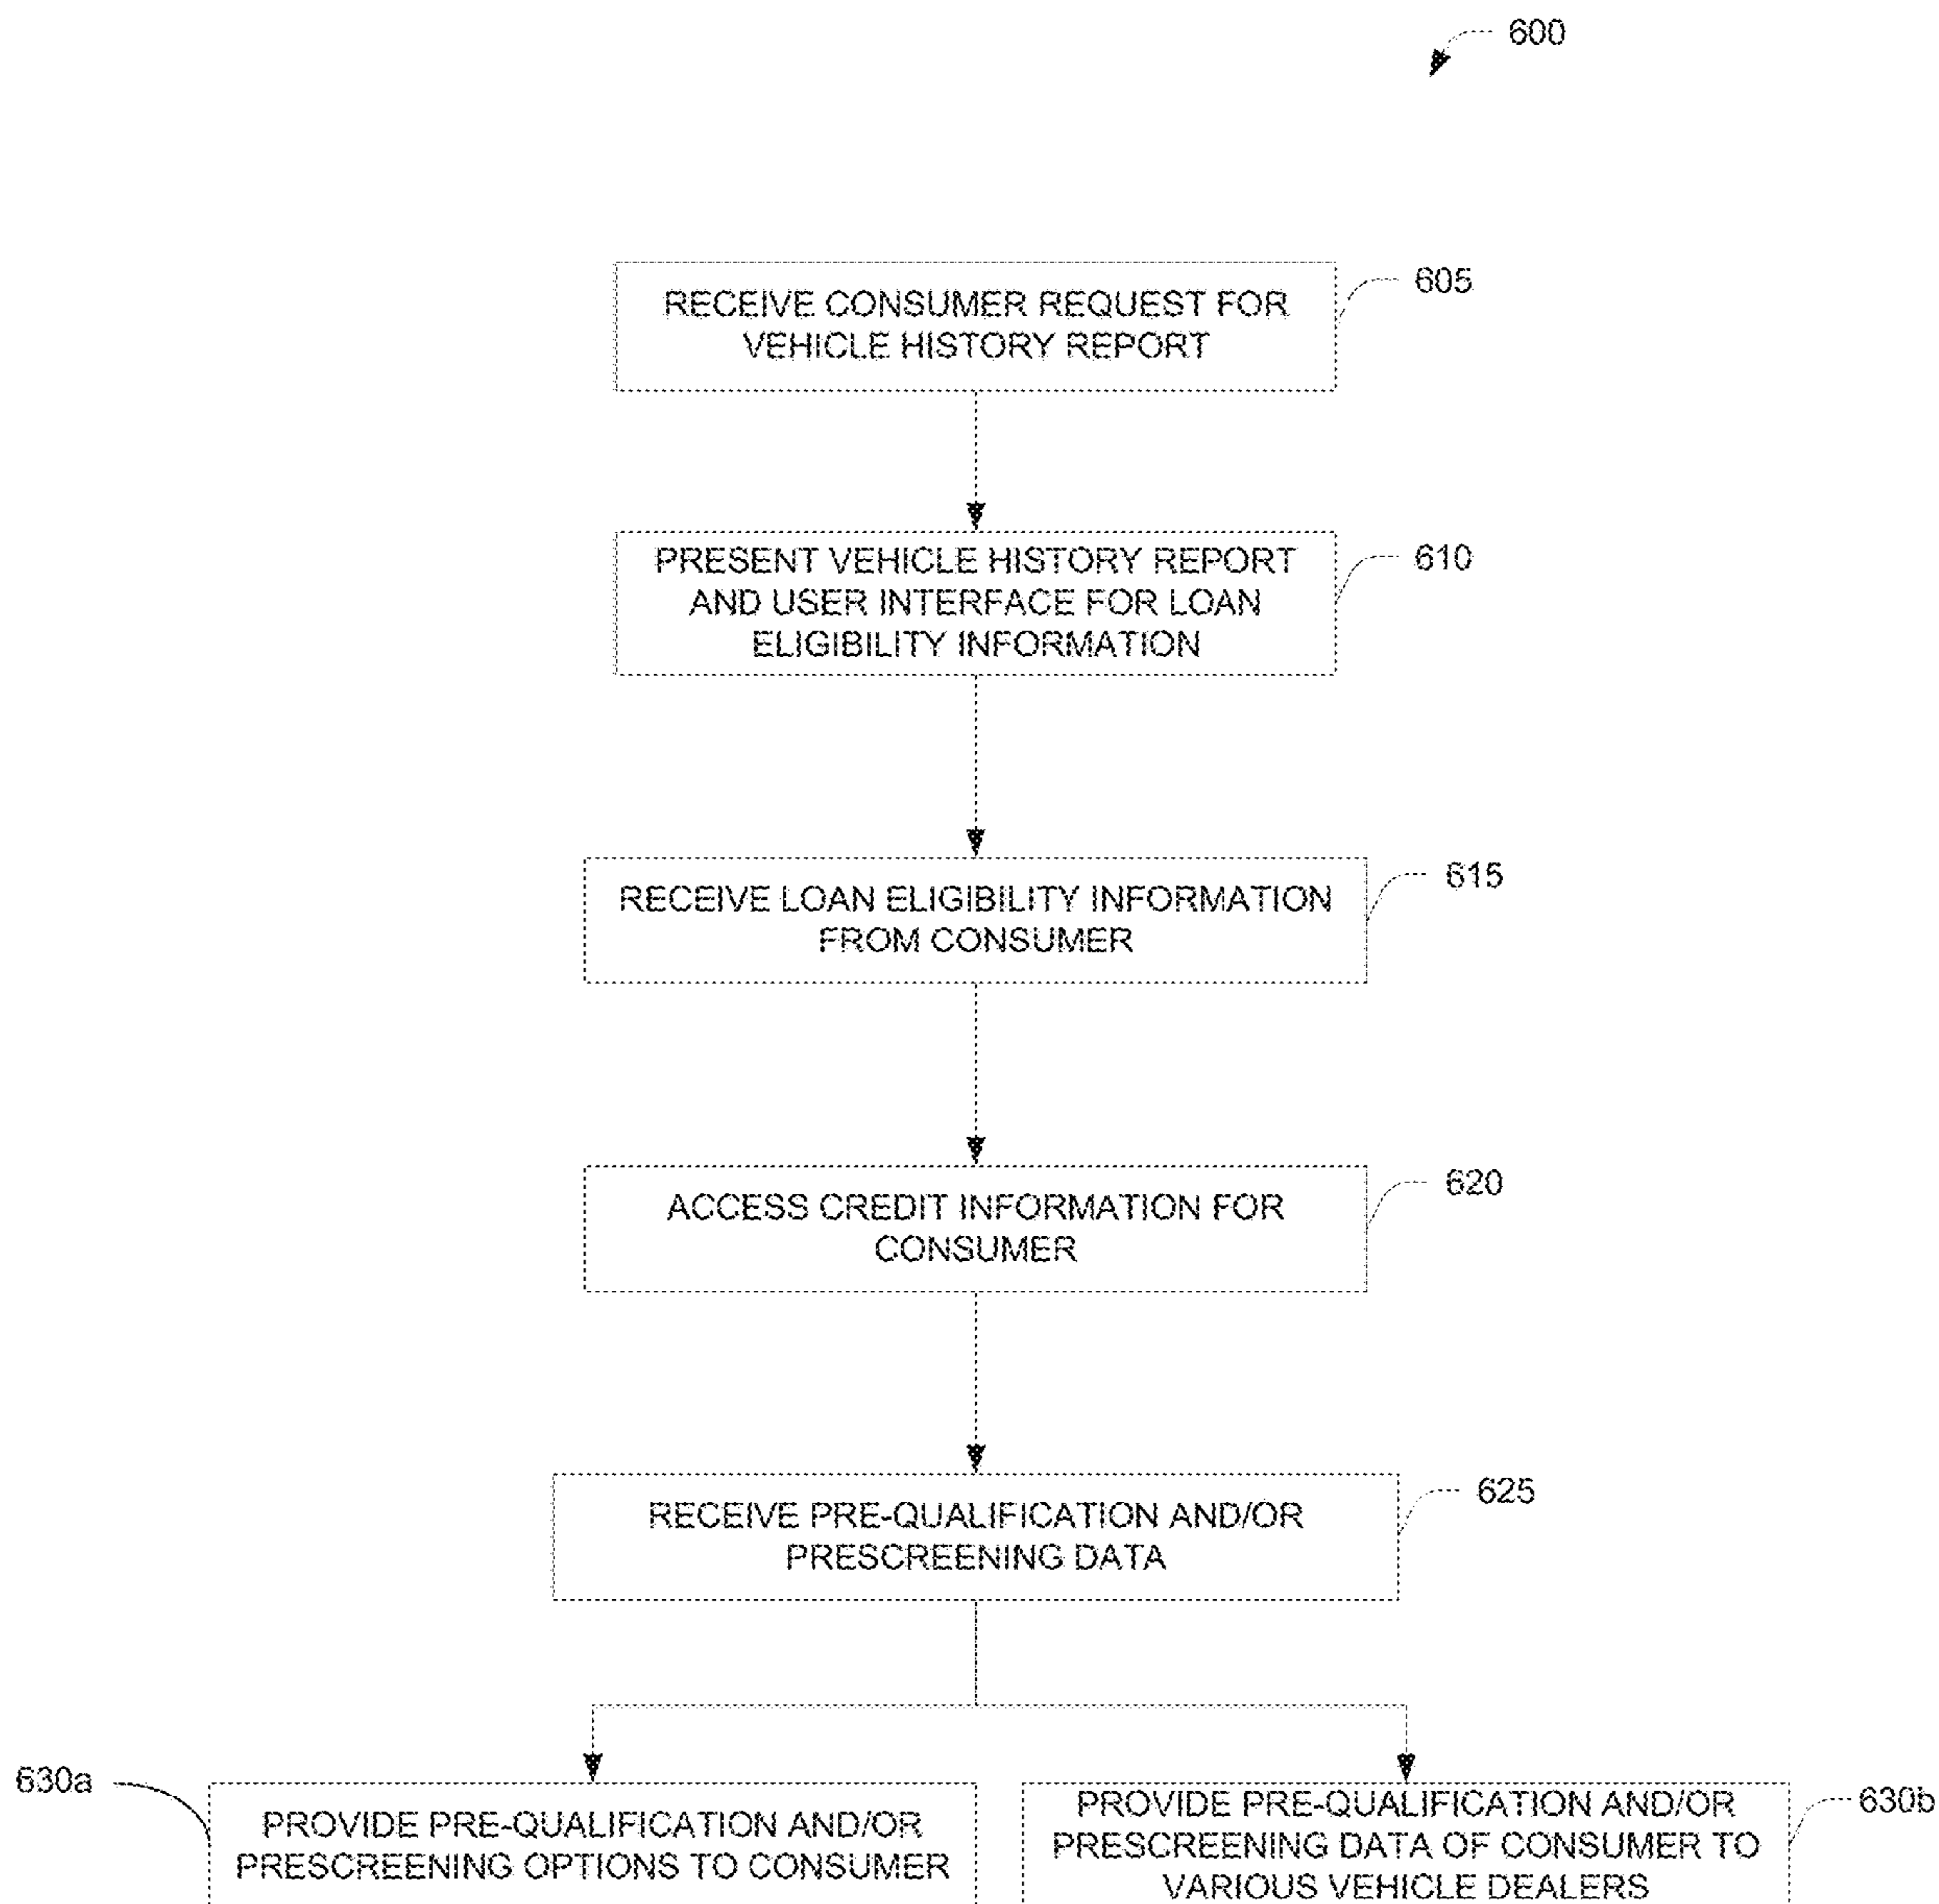 600
RECEIVE CONSUMER REQUEST FOR
VEHICLE HISTORY REPORT
605
PRESENT VEHICLE HISTORY REPORT
AND USER INTERFACE FOR LOAN
ELIGIBILITY INFORMATION
610
RECEIVE LOAN ELIGIBILITY INFORMATION
FROM CONSUMER
615
ACCESS CREDIT INFORMATION FOR
CONSUMER
620
RECEIVE PRE-QUALIFICATION AND/OR
PRESCREENING DATA
625
630a
PROVIDE PRE-QUALIFICATION AND/OR
PRESCREENING OPTIONS TO CONSUMER
PROVIDE PRE-QUALIFICATION AND/OR
PRESCREENING DATA OF CONSUMER TO
VARIOUS VEHICLE DEALERS
630b